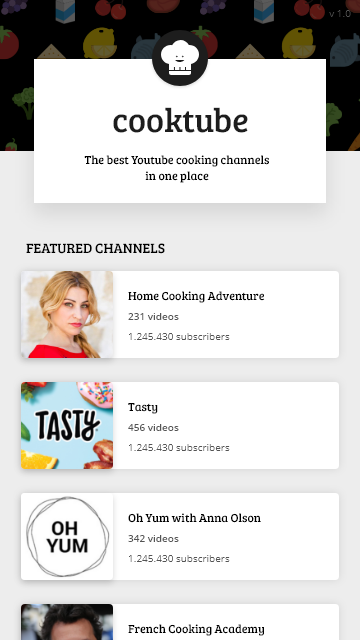 v 1.0
cooktube
The best Youtube cooking channels
in one place
FEATURED CHANNELS
Home Cooking Adventure
231 videos
1.245.430 subscribers
TASTY
Tasty
456 videos
1.245.430 subscribers
OH
YUM
Oh Yum with Anna Olson
342 videos
1.245.430 subscribers
French Cooking Academy